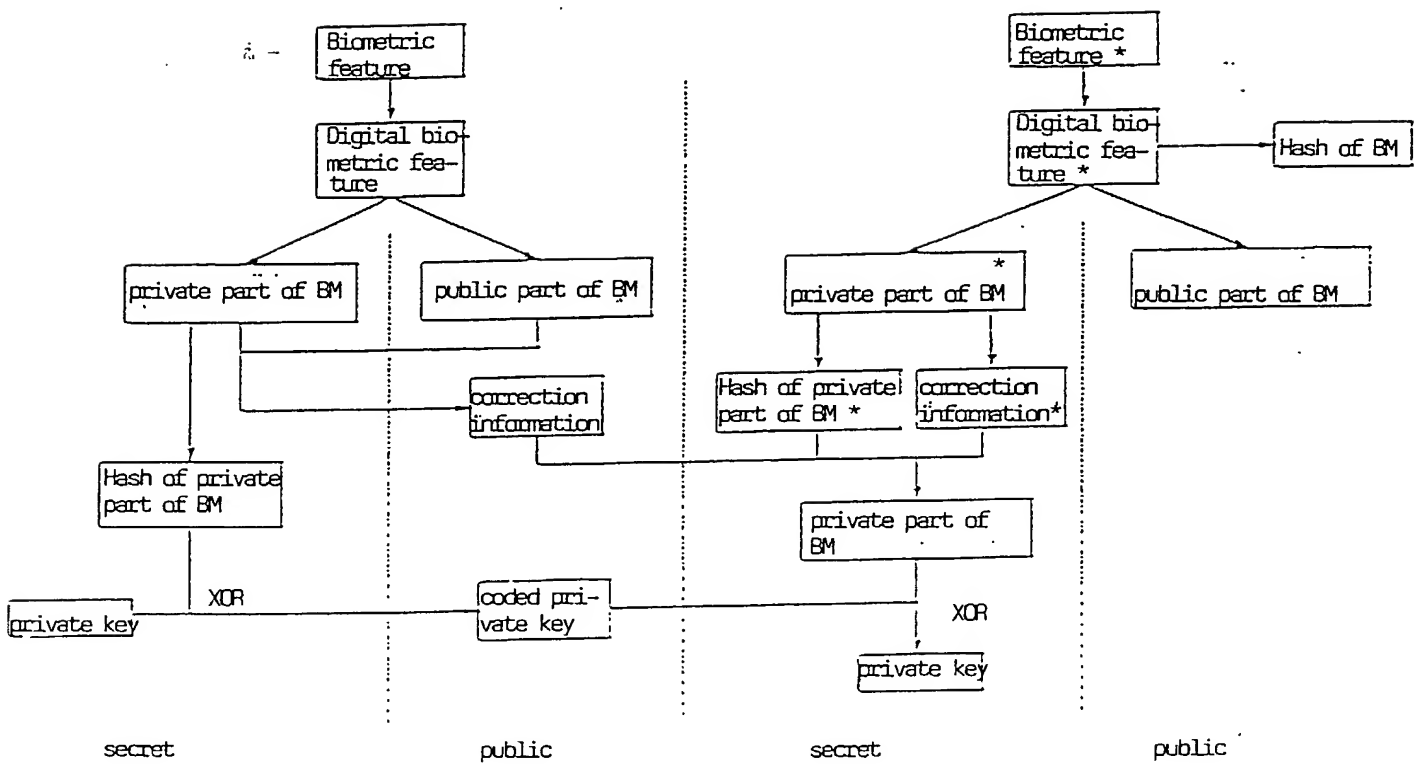 Biometric
feature
Digital bio-
metric fea-
ture
private part of BM
public part of BM
correction
information
Hash of private
part of BM
XOR
private key
coded pri-
vate key
Biometric
feature *
Digital bio-
metric fea-
ture *
Hash of BM
*
private part of BM
public part of BM
Hash of private
part of BM *
correction
information*
private part of
BM
XOR
private key
secret
public
secret
public